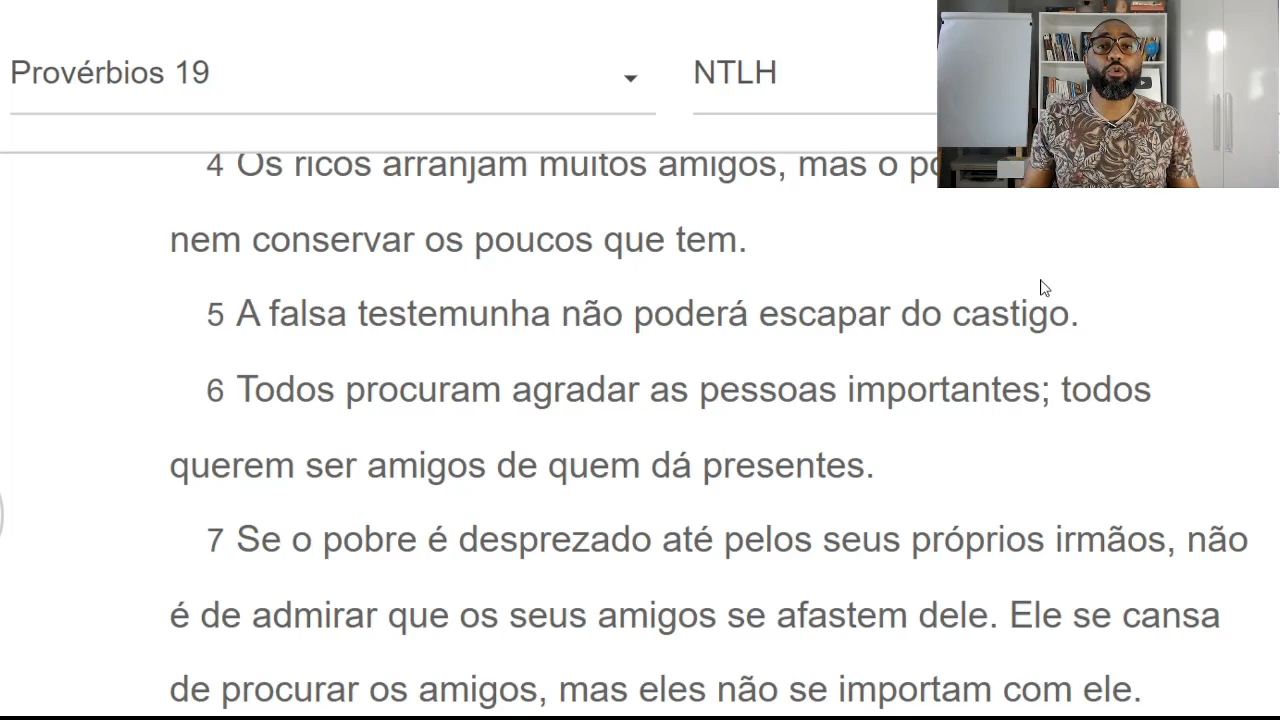 Provérbios 19
NTLH
4 Os ricos arranjam muitos amigos, mas o
nem conservar os poucos que tem.
5 A falsa testemunha não poderá escapar do castigo.
6 Todos procuram agradar as pessoas importantes; todos
querem ser amigos de quem dá presentes.
7 Se o pobre é desprezado até pelos seus próprios irmãos, não
é de admirar que os seus amigos se afastem dele. Ele se cansa
de procurar os amigos, mas eles não se importam com ele.